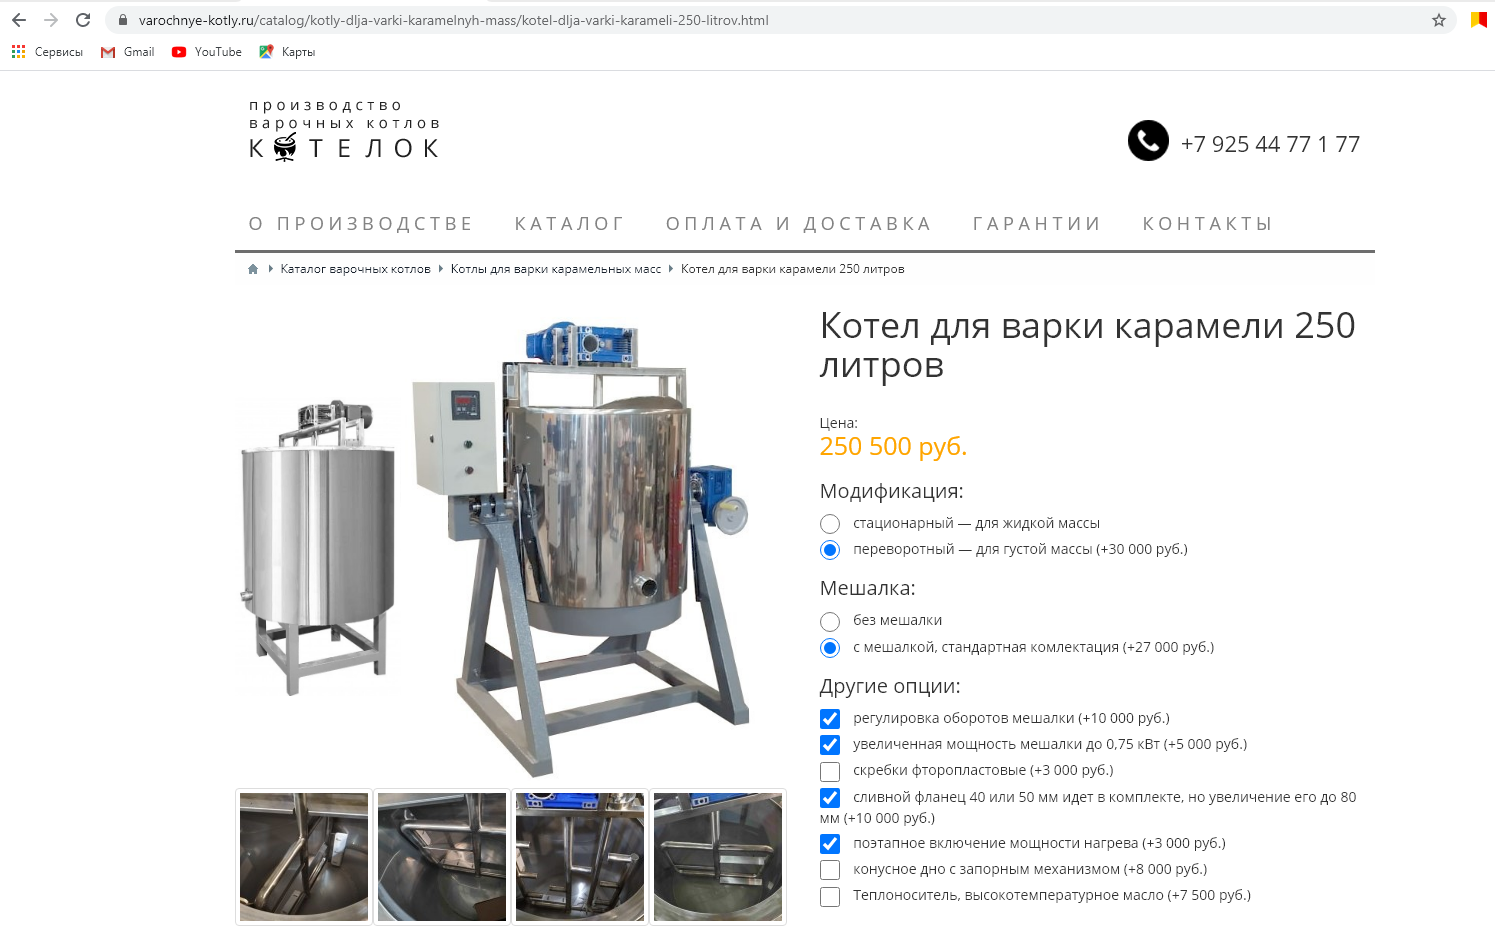 varochnye-kotly.ru/catalog/kotly-dlja-varki-karamelnyh-mass/kotel-dlja-varki-karameli-250-litrov.html
Сервисы Gmail YouTube Карты
производство
варочных котлов
КОТЕЛОК
+7 925 44 77 1 77
О ПРОИЗВОДСТВЕ КАТАЛОГ ОПЛАТА И ДОСТАВКА ГАРАНТИИ КОНТАКТЫ
Каталог варочных котлов Котлы для варки карамельных масс Котел для варки карамели 250 литров
Котел для варки карамели 250
литров
Цена:
250 500 руб.
Модификация:
стационарный — для жидкой массы
переворотный — для густой массы (+30 000 руб.)
Мешалка:
без мешалки
с мешалкой, стандартная комлектация (+27 000 руб.)
Другие опции:
регулировка оборотов мешалки (+10 000 руб.)
увеличенная мощность мешалки до 0,75 кВт (+5 000 руб.)
скребки фторопластовые (+3 000 руб.)
сливной фланец 40 или 50 мм идет в комплекте, но увеличение его до 80
мм (+10 000 руб.)
поэтапное включение мощности нагрева (+3 000 руб.)
конусное дно с запорным механизмом (+8 000 руб.)
Теплоноситель, высокотемпературное масло (+7 500 руб.)